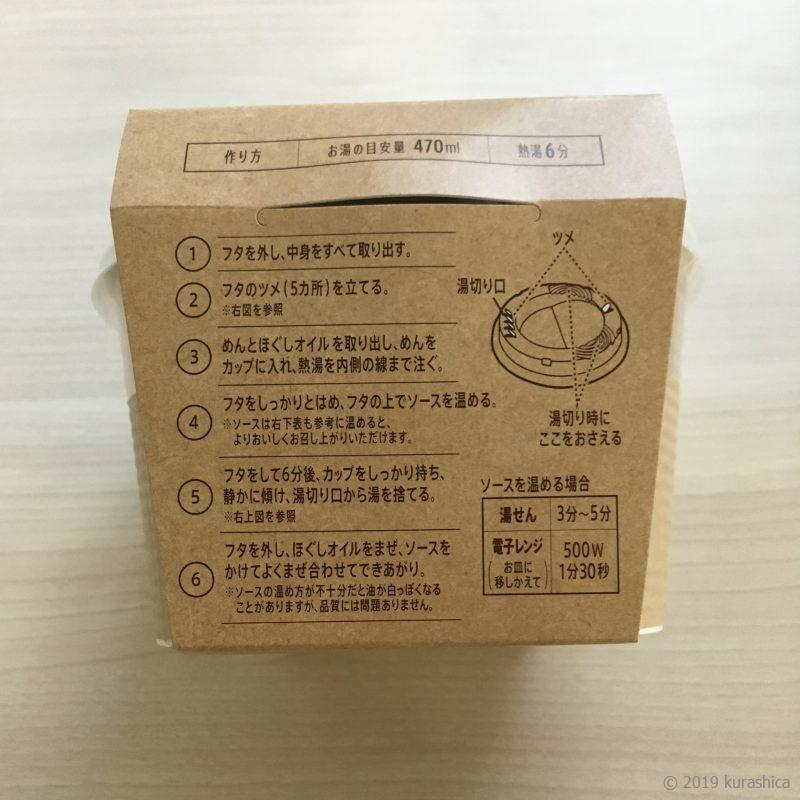 作り方 お湯の目安量 470ml 熱湯6分
1 フタを外し、中身をすべて取り出す。
2 フタのツメ(5カ所)を立てる。
※右図を参照
3 めんとほぐしオイルを取り出し、めんを
カップに入れ、熱湯を内側の線まで注ぐ。
4 フタをしっかりとはめ、フタの上でソースを温める。
※ソースは右下表も参考に温めると、
よりおいしくお召し上がりいただけます。
5 フタをして6分後、カップをしっかり持ち、
静かに傾け、湯切り口から湯を捨てる。
※右上図を参照
6 フタを外し、ほぐしオイルをまぜ、ソースを
かけてよくまぜ合わせてできあがり。
※ソースの温め方が不十分だと油が白っぽくなる
ことがありますが、品質には問題ありません。
ツメ
湯切り口
湯切り時に
ここをおさえる
ソースを温める場合
湯せん 3分〜5分
電子レンジ 500W
(お皿に移しかえて) 1分30秒
© 2019 kurashica